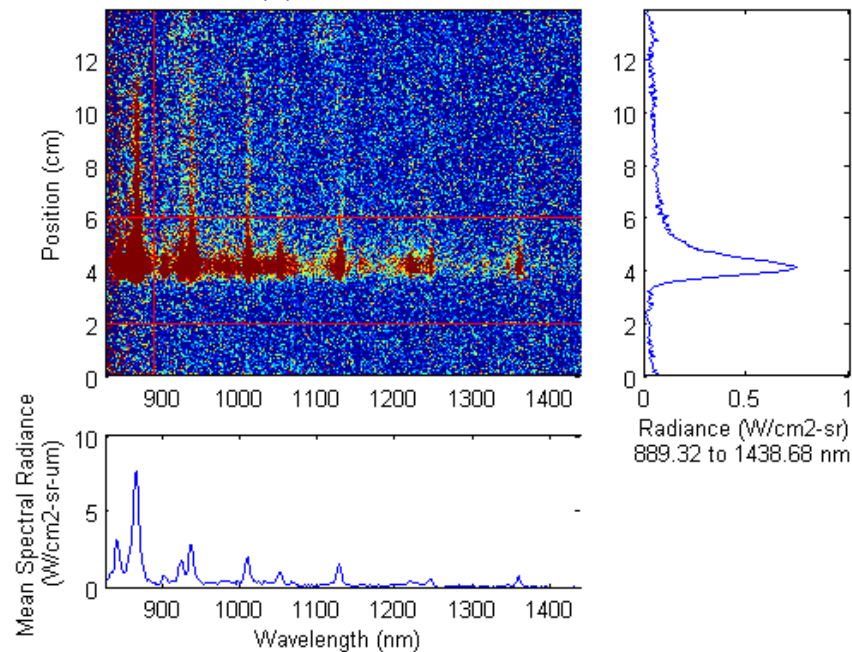 12
10
8
6
4
2
0
Position (cm)
900 1000 1100 1200 1300 1400
12
10
8
6
4
2
0
0 0.5 1
Radiance (W/cm2-sr)
889.32 to 1438.68 nm
10
5
0
Mean Spectral Radiance
(W/cm2-sr-um)
900 1000 1100 1200 1300 1400
Wavelength (nm)